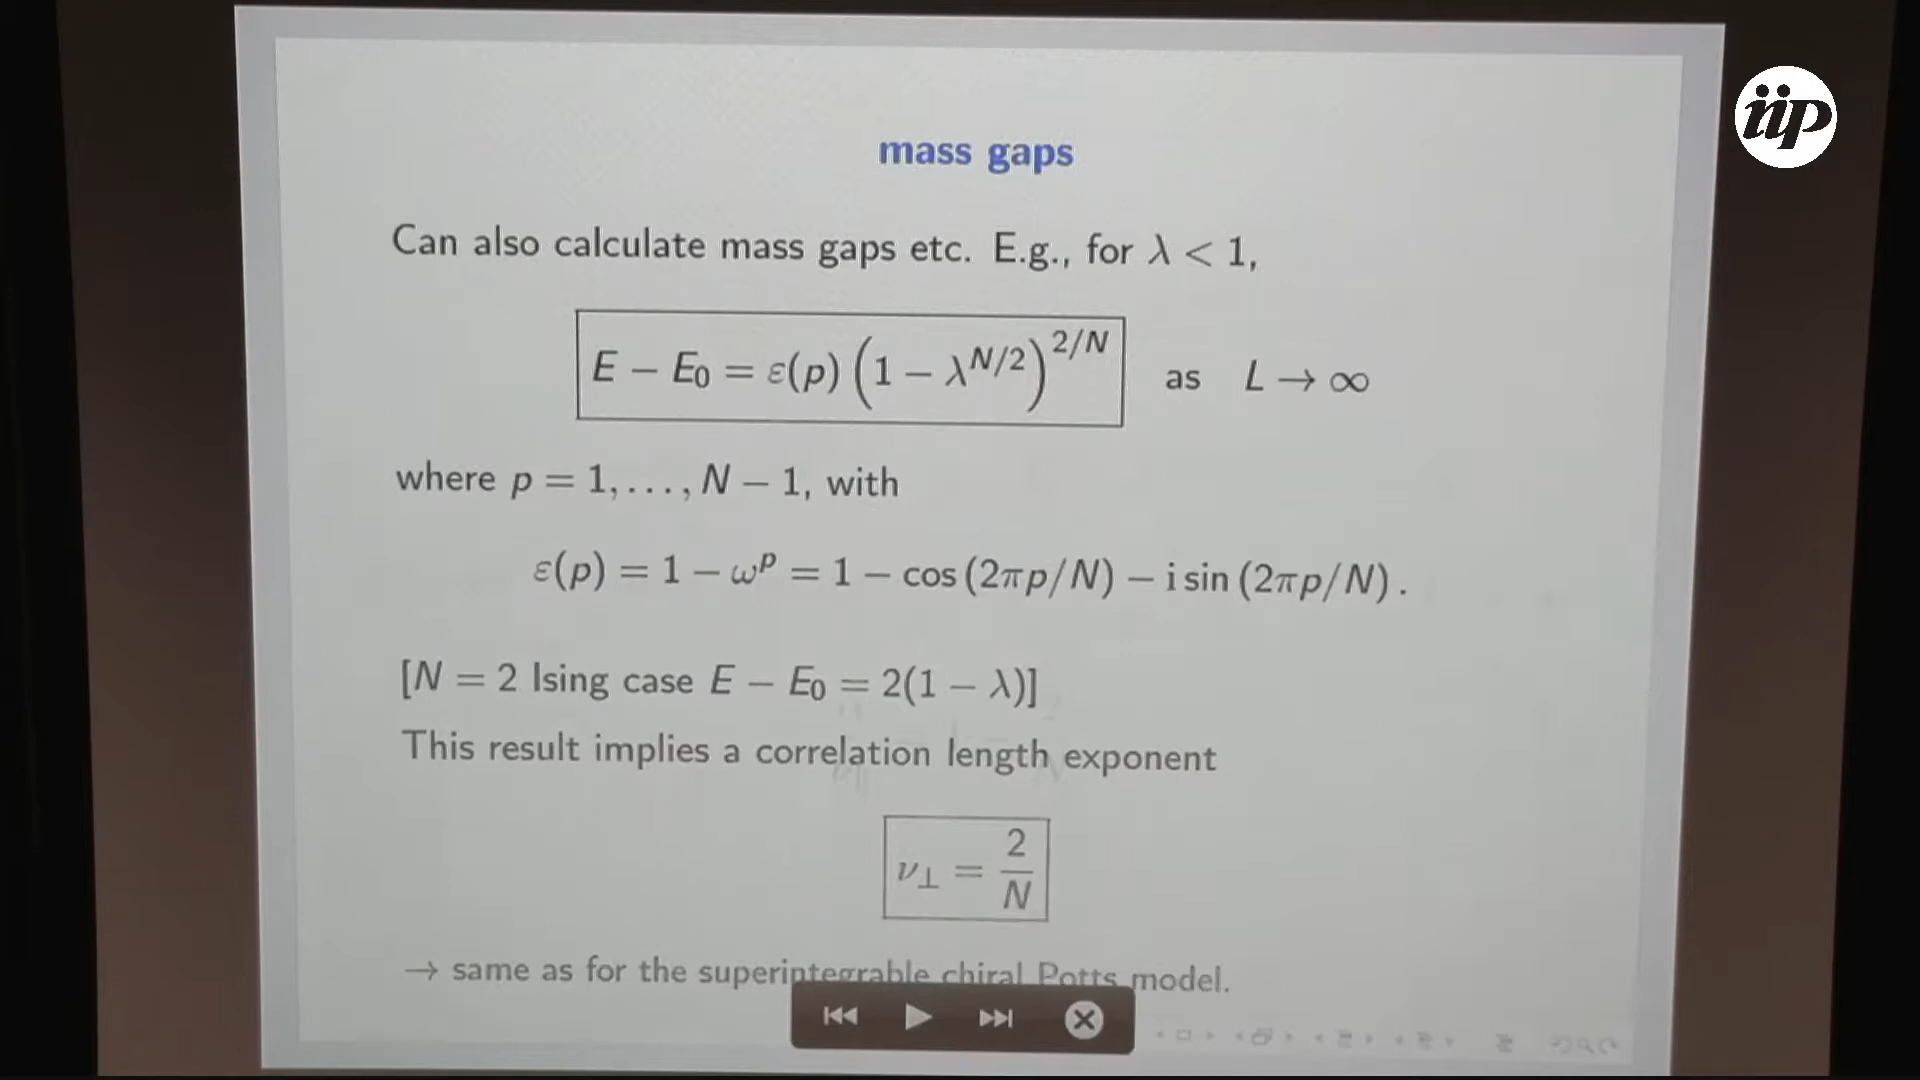 iip
mass gaps
Can also calculate mass gaps etc. E.g., for λ < 1,
E − E₀ = ε(p) (1 − λ^{N/2})^{2/N} as L → ∞
where p = 1, . . . , N − 1, with
ε(p) = 1 − ω^p = 1 − cos (2πp/N) − i sin (2πp/N) .
[N = 2 Ising case E − E₀ = 2(1 − λ)]
This result implies a correlation length exponent
ν⊥ = 2/N
→ same as for the superintegrable chiral Potts model.